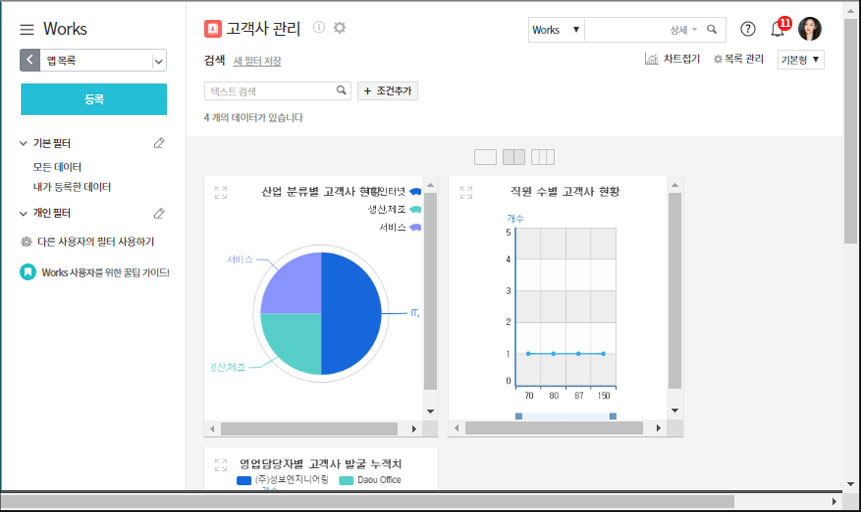 Works
앱 목록
등록
기본 필터
모든 데이터
내가 등록한 데이터
개인 필터
다른 사용자의 필터 사용하기
Works 사용자를 위한 꿀팁 가이드!
고객사 관리
Works
상세
11
검색
새 필터 저장
차트접기
목록 관리
기본형
텍스트 검색
+ 조건추가
4 개의 데이터가 있습니다
산업 분류별 고객사 현황
인터넷
생산,제조
서비스
서비스
IT,
생산,제조
직원 수별 고객사 현황
개수
5
4
3
2
1
0
70 80 87 150
영업담당자별 고객사 발굴 누적치
(주)성보엔지니어링 Daou Office